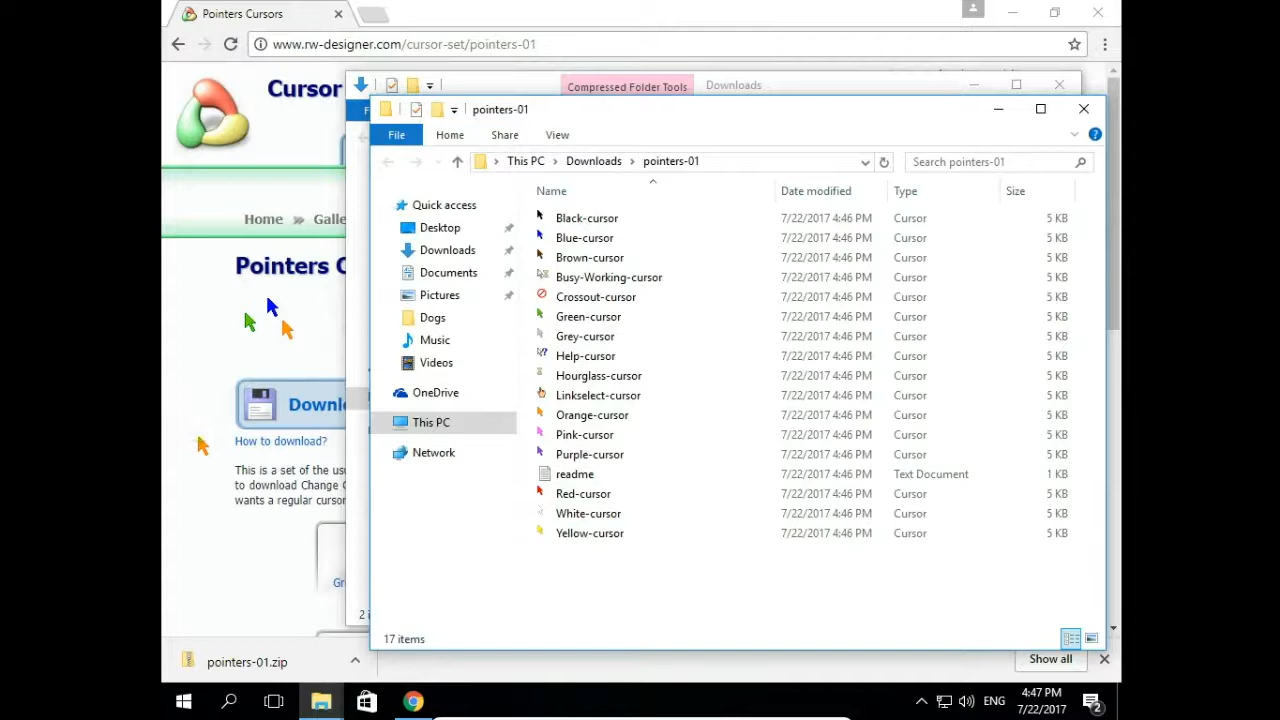 Pointers Cursors
www.rw-designer.com/cursor-set/pointers-01
Cursor
Compressed Folder Tools
Downloads
F
pointers-01
File
Home
Share
View
This PC
Downloads
pointers-01
Search pointers-01
Name
Date modified
Type
Size
Home
Galle
Pointers C
Downlo
How to download?
This is a set of the usu
to download Change C
wants a regular cursor
Gr
2 i
Quick access
Desktop
Downloads
Documents
Pictures
Dogs
Music
Videos
OneDrive
This PC
Network
Black-cursor 7/22/2017 4:46 PM Cursor 5 KB
Blue-cursor 7/22/2017 4:46 PM Cursor 5 KB
Brown-cursor 7/22/2017 4:46 PM Cursor 5 KB
Busy-Working-cursor 7/22/2017 4:46 PM Cursor 5 KB
Crossout-cursor 7/22/2017 4:46 PM Cursor 5 KB
Green-cursor 7/22/2017 4:46 PM Cursor 5 KB
Grey-cursor 7/22/2017 4:46 PM Cursor 5 KB
Help-cursor 7/22/2017 4:46 PM Cursor 5 KB
Hourglass-cursor 7/22/2017 4:46 PM Cursor 5 KB
Linkselect-cursor 7/22/2017 4:46 PM Cursor 5 KB
Orange-cursor 7/22/2017 4:46 PM Cursor 5 KB
Pink-cursor 7/22/2017 4:46 PM Cursor 5 KB
Purple-cursor 7/22/2017 4:46 PM Cursor 5 KB
readme 7/22/2017 4:46 PM Text Document 1 KB
Red-cursor 7/22/2017 4:46 PM Cursor 5 KB
White-cursor 7/22/2017 4:46 PM Cursor 5 KB
Yellow-cursor 7/22/2017 4:46 PM Cursor 5 KB
17 items
pointers-01.zip
Show all
ENG
4:47 PM
7/22/2017
2